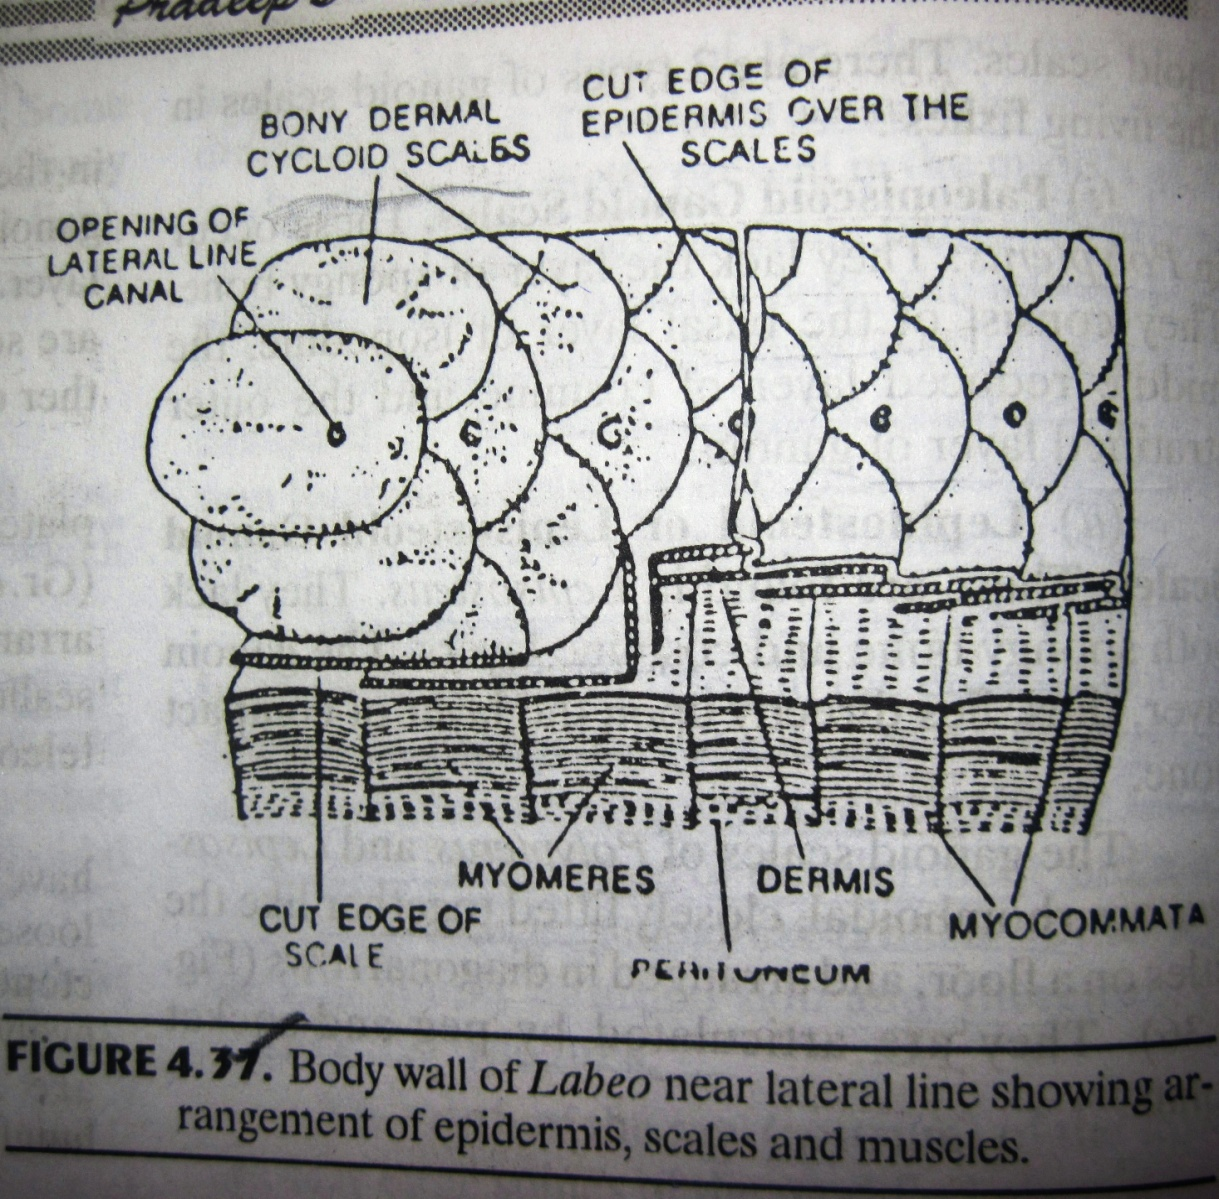 Pradeep's
CUT EDGE OF
EPIDERMIS OVER THE
SCALES
BONY DERMAL
CYCLOID SCALES
OPENING OF
LATERAL LINE
CANAL
MYOMERES
DERMIS
MYOCOMMATA
CUT EDGE OF
SCALE
PERITONEUM
FIGURE 4.37. Body wall of Labeo near lateral line showing ar-
rangement of epidermis, scales and muscles.